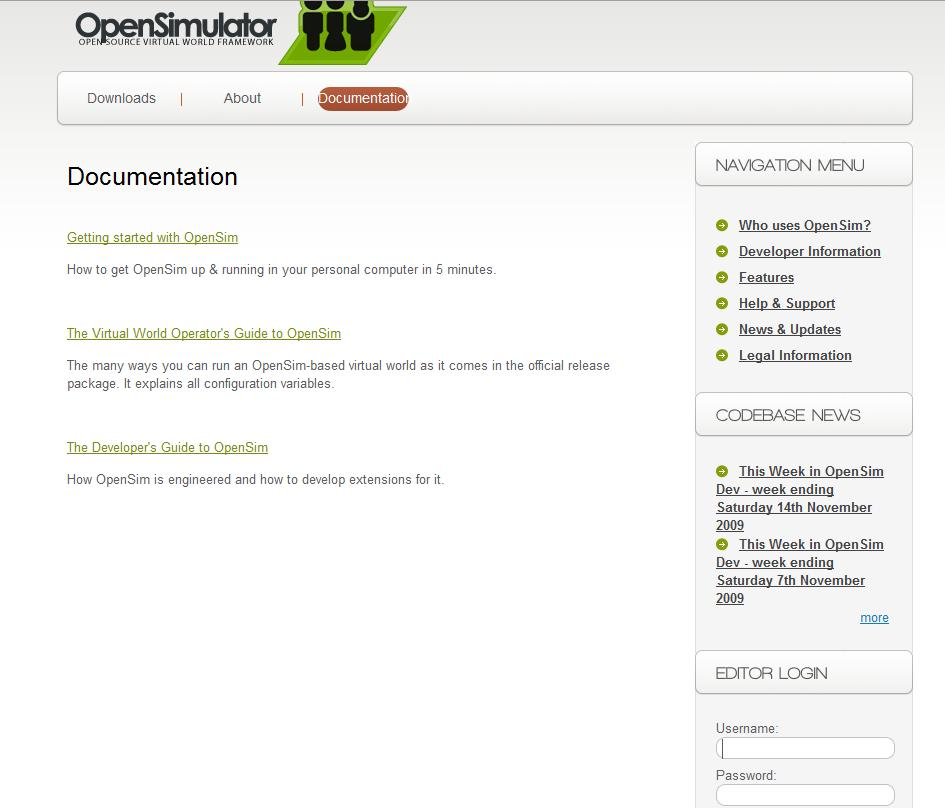 OpenSimulator
OPEN SOURCE VIRTUAL WORLD FRAMEWORK
Downloads | About | Documentation
Documentation
Getting started with OpenSim
How to get OpenSim up & running in your personal computer in 5 minutes.
The Virtual World Operator's Guide to OpenSim
The many ways you can run an OpenSim-based virtual world as it comes in the official release
package. It explains all configuration variables.
The Developer's Guide to OpenSim
How OpenSim is engineered and how to develop extensions for it.
NAVIGATION MENU
Who uses OpenSim?
Developer Information
Features
Help & Support
News & Updates
Legal Information
CODEBASE NEWS
This Week in OpenSim
Dev - week ending
Saturday 14th November
2009
This Week in OpenSim
Dev - week ending
Saturday 7th November
2009
more
EDITOR LOGIN
Username:
Password: